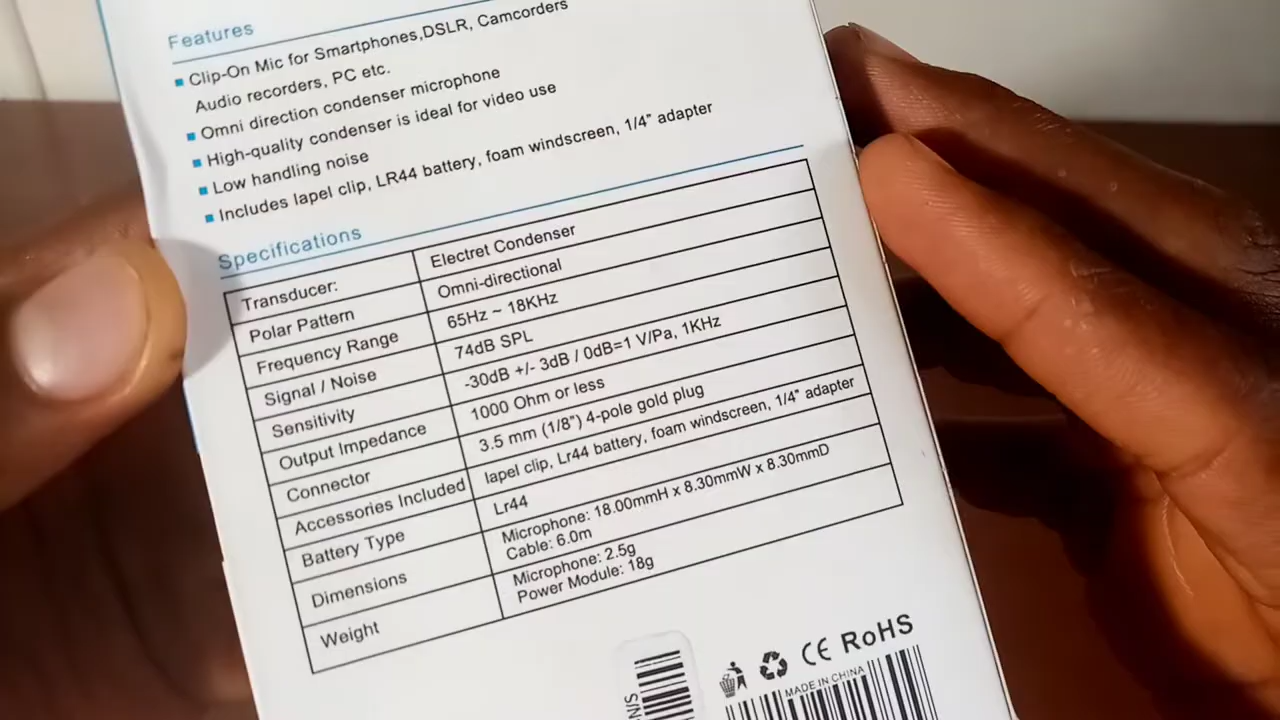 Features
Clip-On Mic for Smartphones,DSLR, Camcorders
Audio recorders, PC etc.
Omni direction condenser microphone
High-quality condenser is ideal for video use
Low handling noise
Includes lapel clip, LR44 battery, foam windscreen, 1/4" adapter
Specifications
Transducer: Electret Condenser
Polar Pattern Omni-directional
Frequency Range 65Hz ~ 18KHz
Signal / Noise 74dB SPL
Sensitivity -30dB +/- 3dB / 0dB=1 V/Pa, 1KHz
Output Impedance 1000 Ohm or less
Connector 3.5 mm (1/8") 4-pole gold plug
Accessories Included lapel clip, Lr44 battery, foam windscreen, 1/4" adapter
Battery Type Lr44
Dimensions Microphone: 18.00mmH x 8.30mmW x 8.30mmD
Cable: 6.0m
Weight Microphone: 2.5g
Power Module: 18g
CE RoHS
MADE IN CHINA